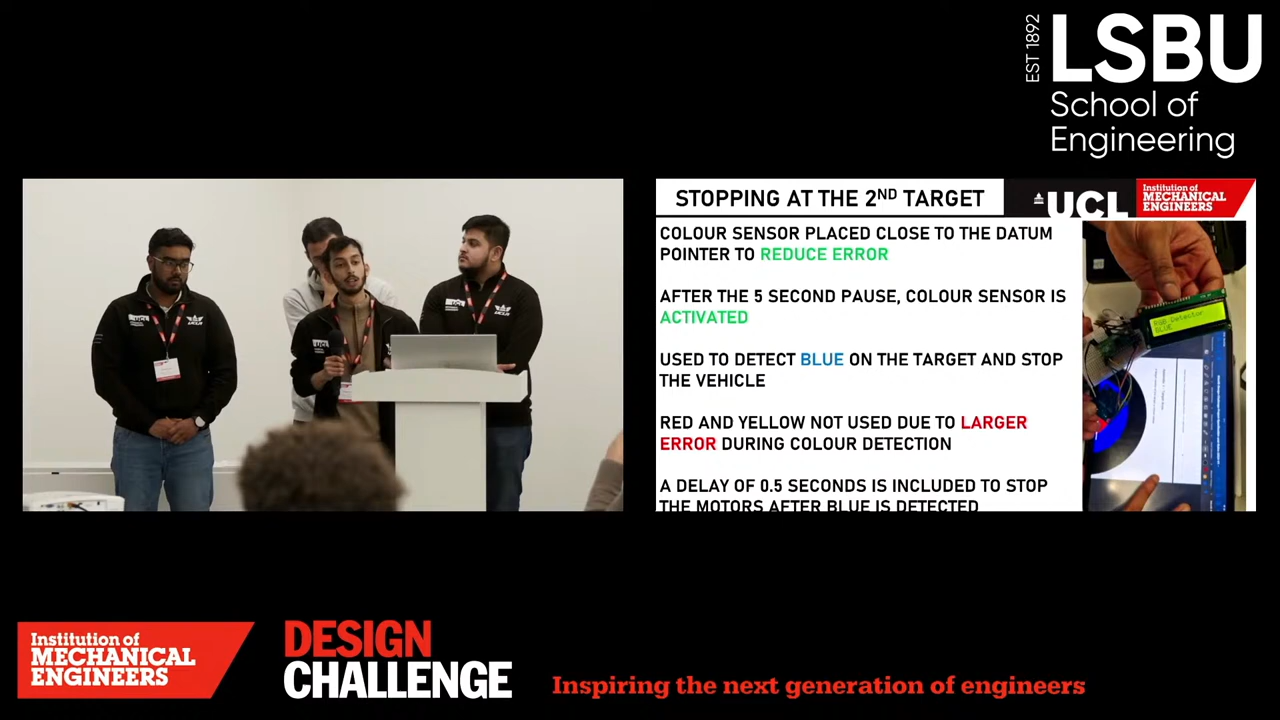 EST 1892
LSBU
School of
Engineering
STOPPING AT THE 2ND TARGET
UCL
Institution of
MECHANICAL
ENGINEERS
COLOUR SENSOR PLACED CLOSE TO THE DATUM
POINTER TO REDUCE ERROR
AFTER THE 5 SECOND PAUSE, COLOUR SENSOR IS
ACTIVATED
USED TO DETECT BLUE ON THE TARGET AND STOP
THE VEHICLE
RED AND YELLOW NOT USED DUE TO LARGER
ERROR DURING COLOUR DETECTION
A DELAY OF 0.5 SECONDS IS INCLUDED TO STOP
THE MOTORS AFTER BLUE IS DETECTED
RGB Detector
BLUE
Institution of
MECHANICAL
ENGINEERS
DESIGN
CHALLENGE
Inspiring the next generation of engineers